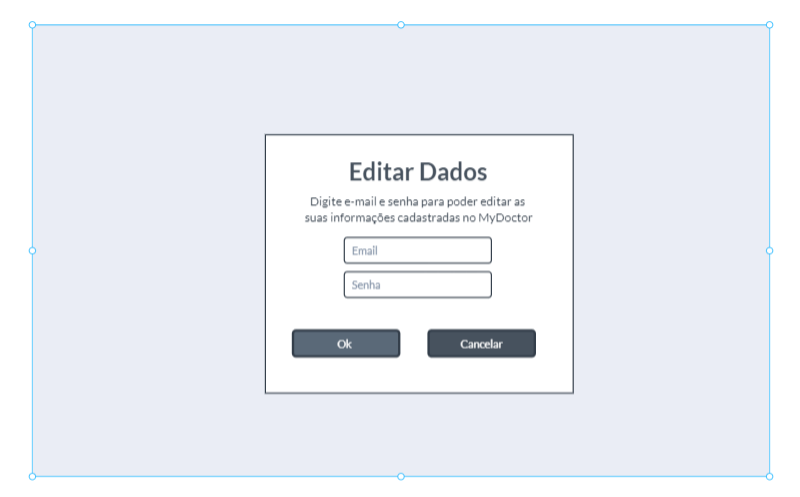 Editar Dados
Digite e-mail e senha para poder editar as
suas informações cadastradas no MyDoctor
Email
Senha
Ok
Cancelar